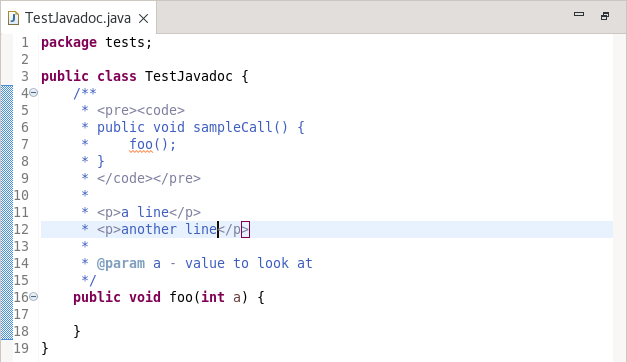 TestJavadoc.java
1 package tests;
2
3 public class TestJavadoc {
4 /**
5 * <pre><code>
6 * public void sampleCall() {
7 *     foo();
8 * }
9 * </code></pre>
10 *
11 * <p>a line</p>
12 * <p>another line</p>
13 *
14 * @param a - value to look at
15 */
16 public void foo(int a) {
17
18 }
19 }